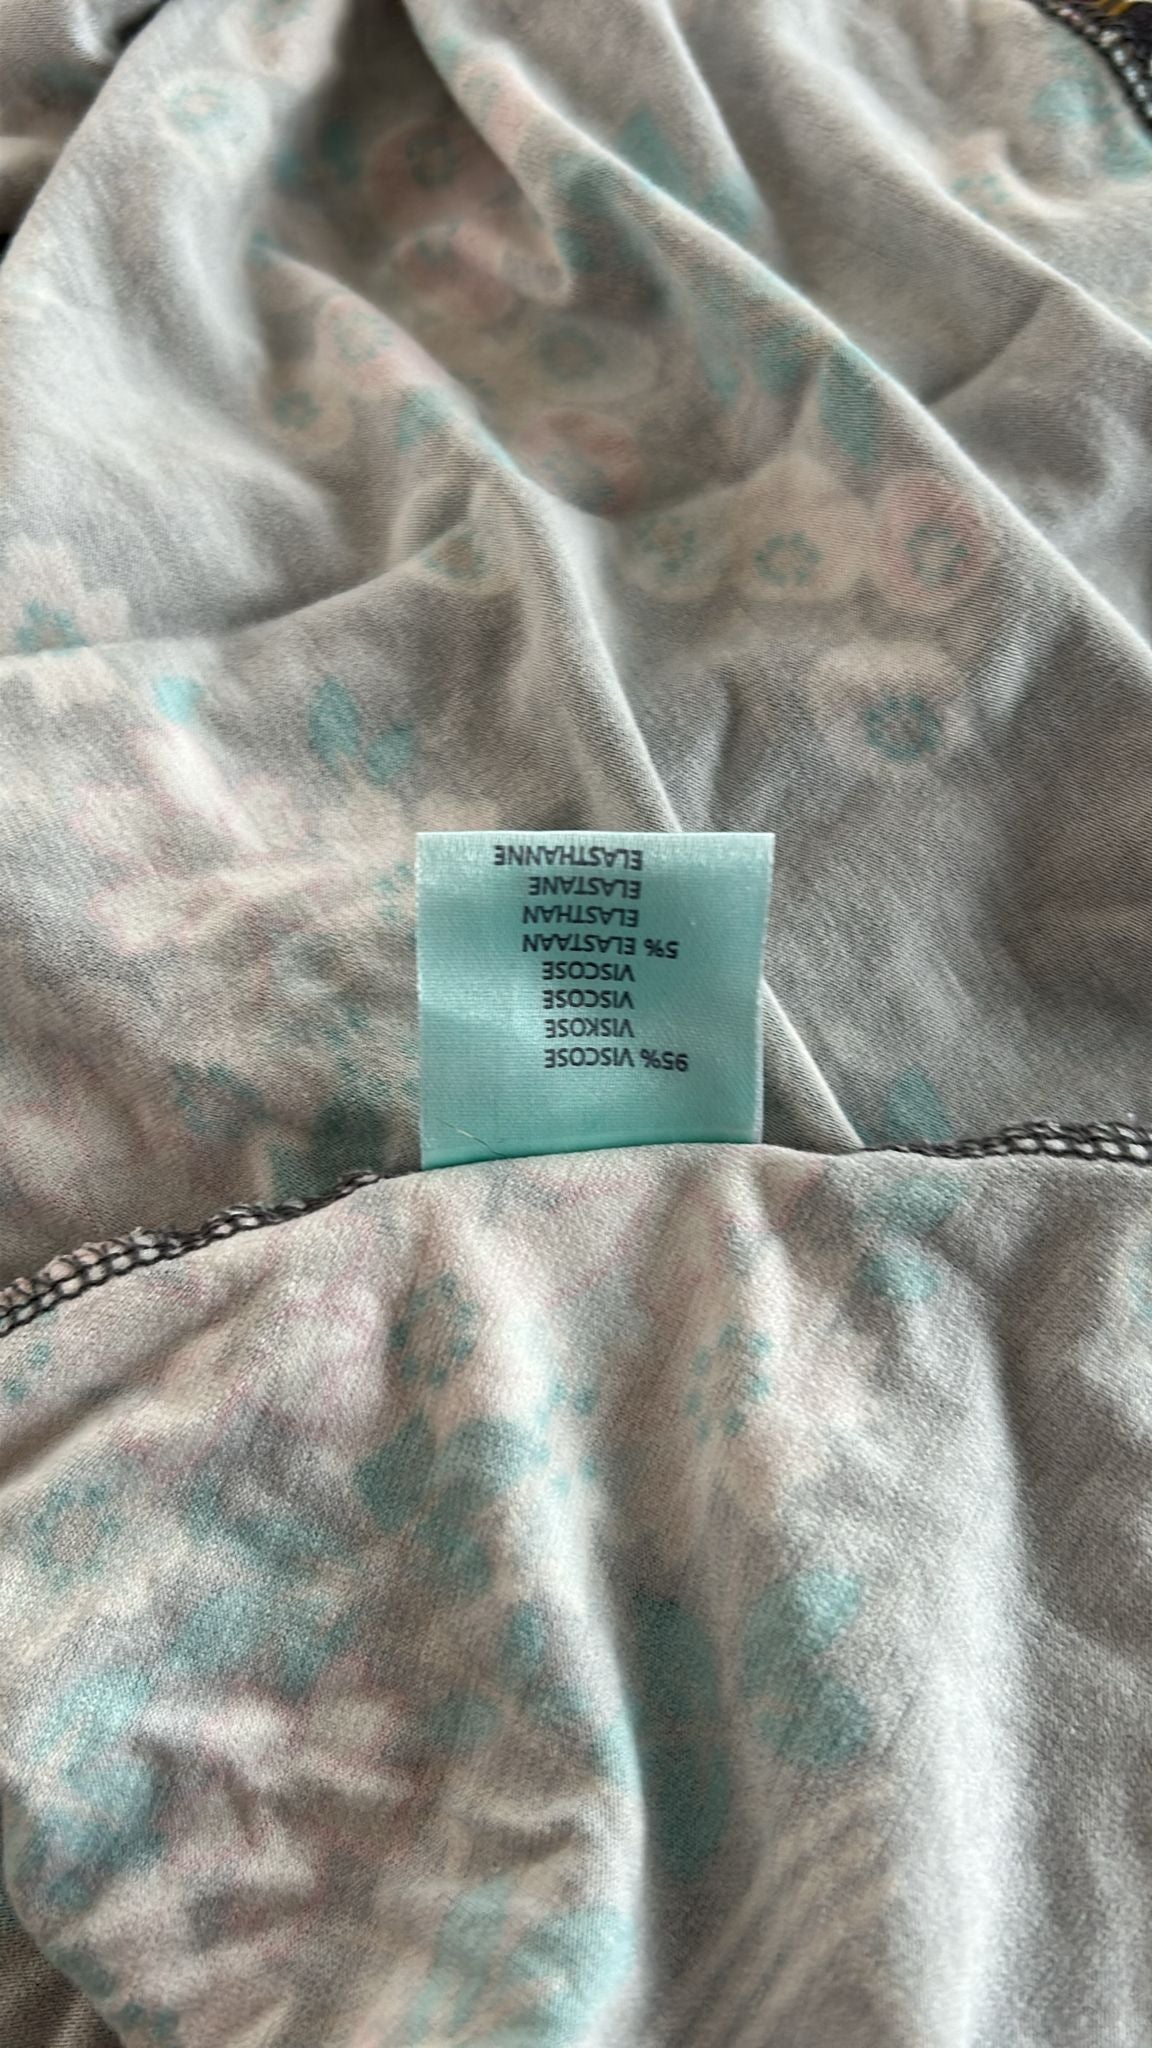 95% VISCOSE
VISKOSE
VISCOSE
VISCOSE
5% ELASTAAN
ELASTHAN
ELASTANE
ELASTHANNE